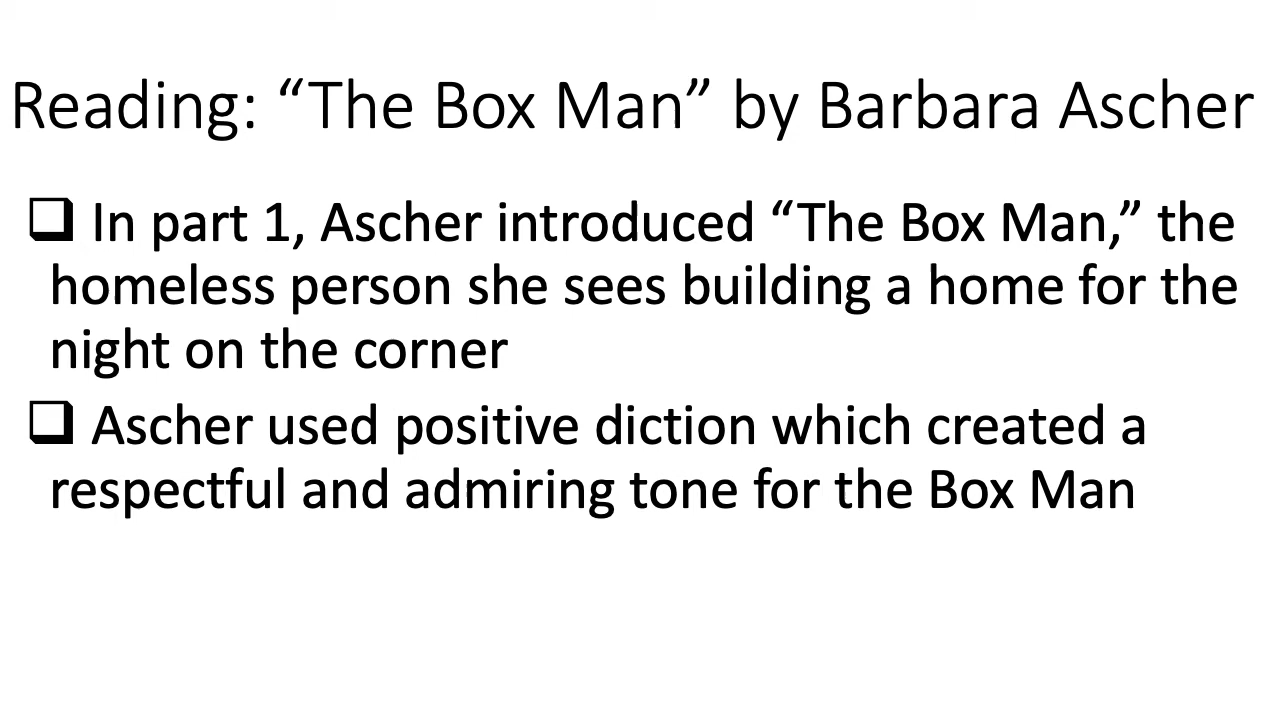 Reading: “The Box Man” by Barbara Ascher
❑ In part 1, Ascher introduced “The Box Man,” the
homeless person she sees building a home for the
night on the corner
❑ Ascher used positive diction which created a
respectful and admiring tone for the Box Man